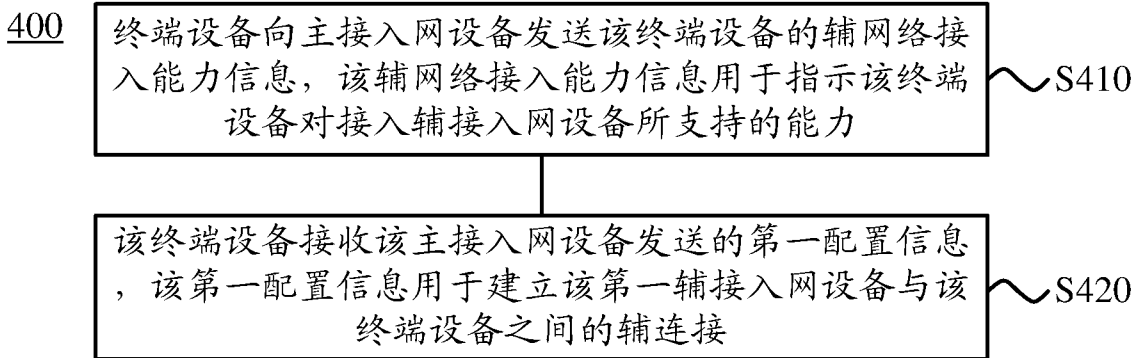 400
终端设备向主接入网设备发送该终端设备的辅网络接
入能力信息，该辅网络接入能力信息用于指示该终端
设备对接入辅接入网设备所支持的能力
S410
该终端设备接收该主接入网设备发送的第一配置信息
，该第一配置信息用于建立该第一辅接入网设备与该
终端设备之间的辅连接
S420